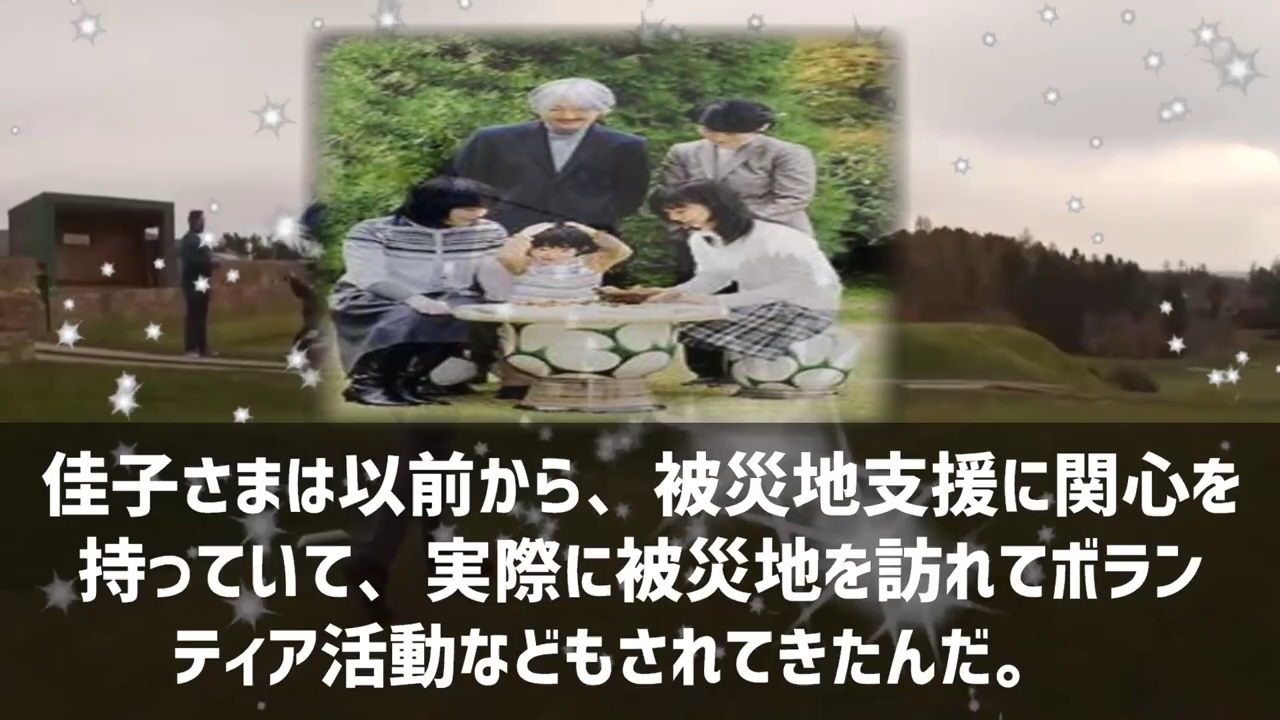 佳子さまは以前から、被災地支援に関心を
持っていて、実際に被災地を訪れてボラン
ティア活動などもされてきたんだ。